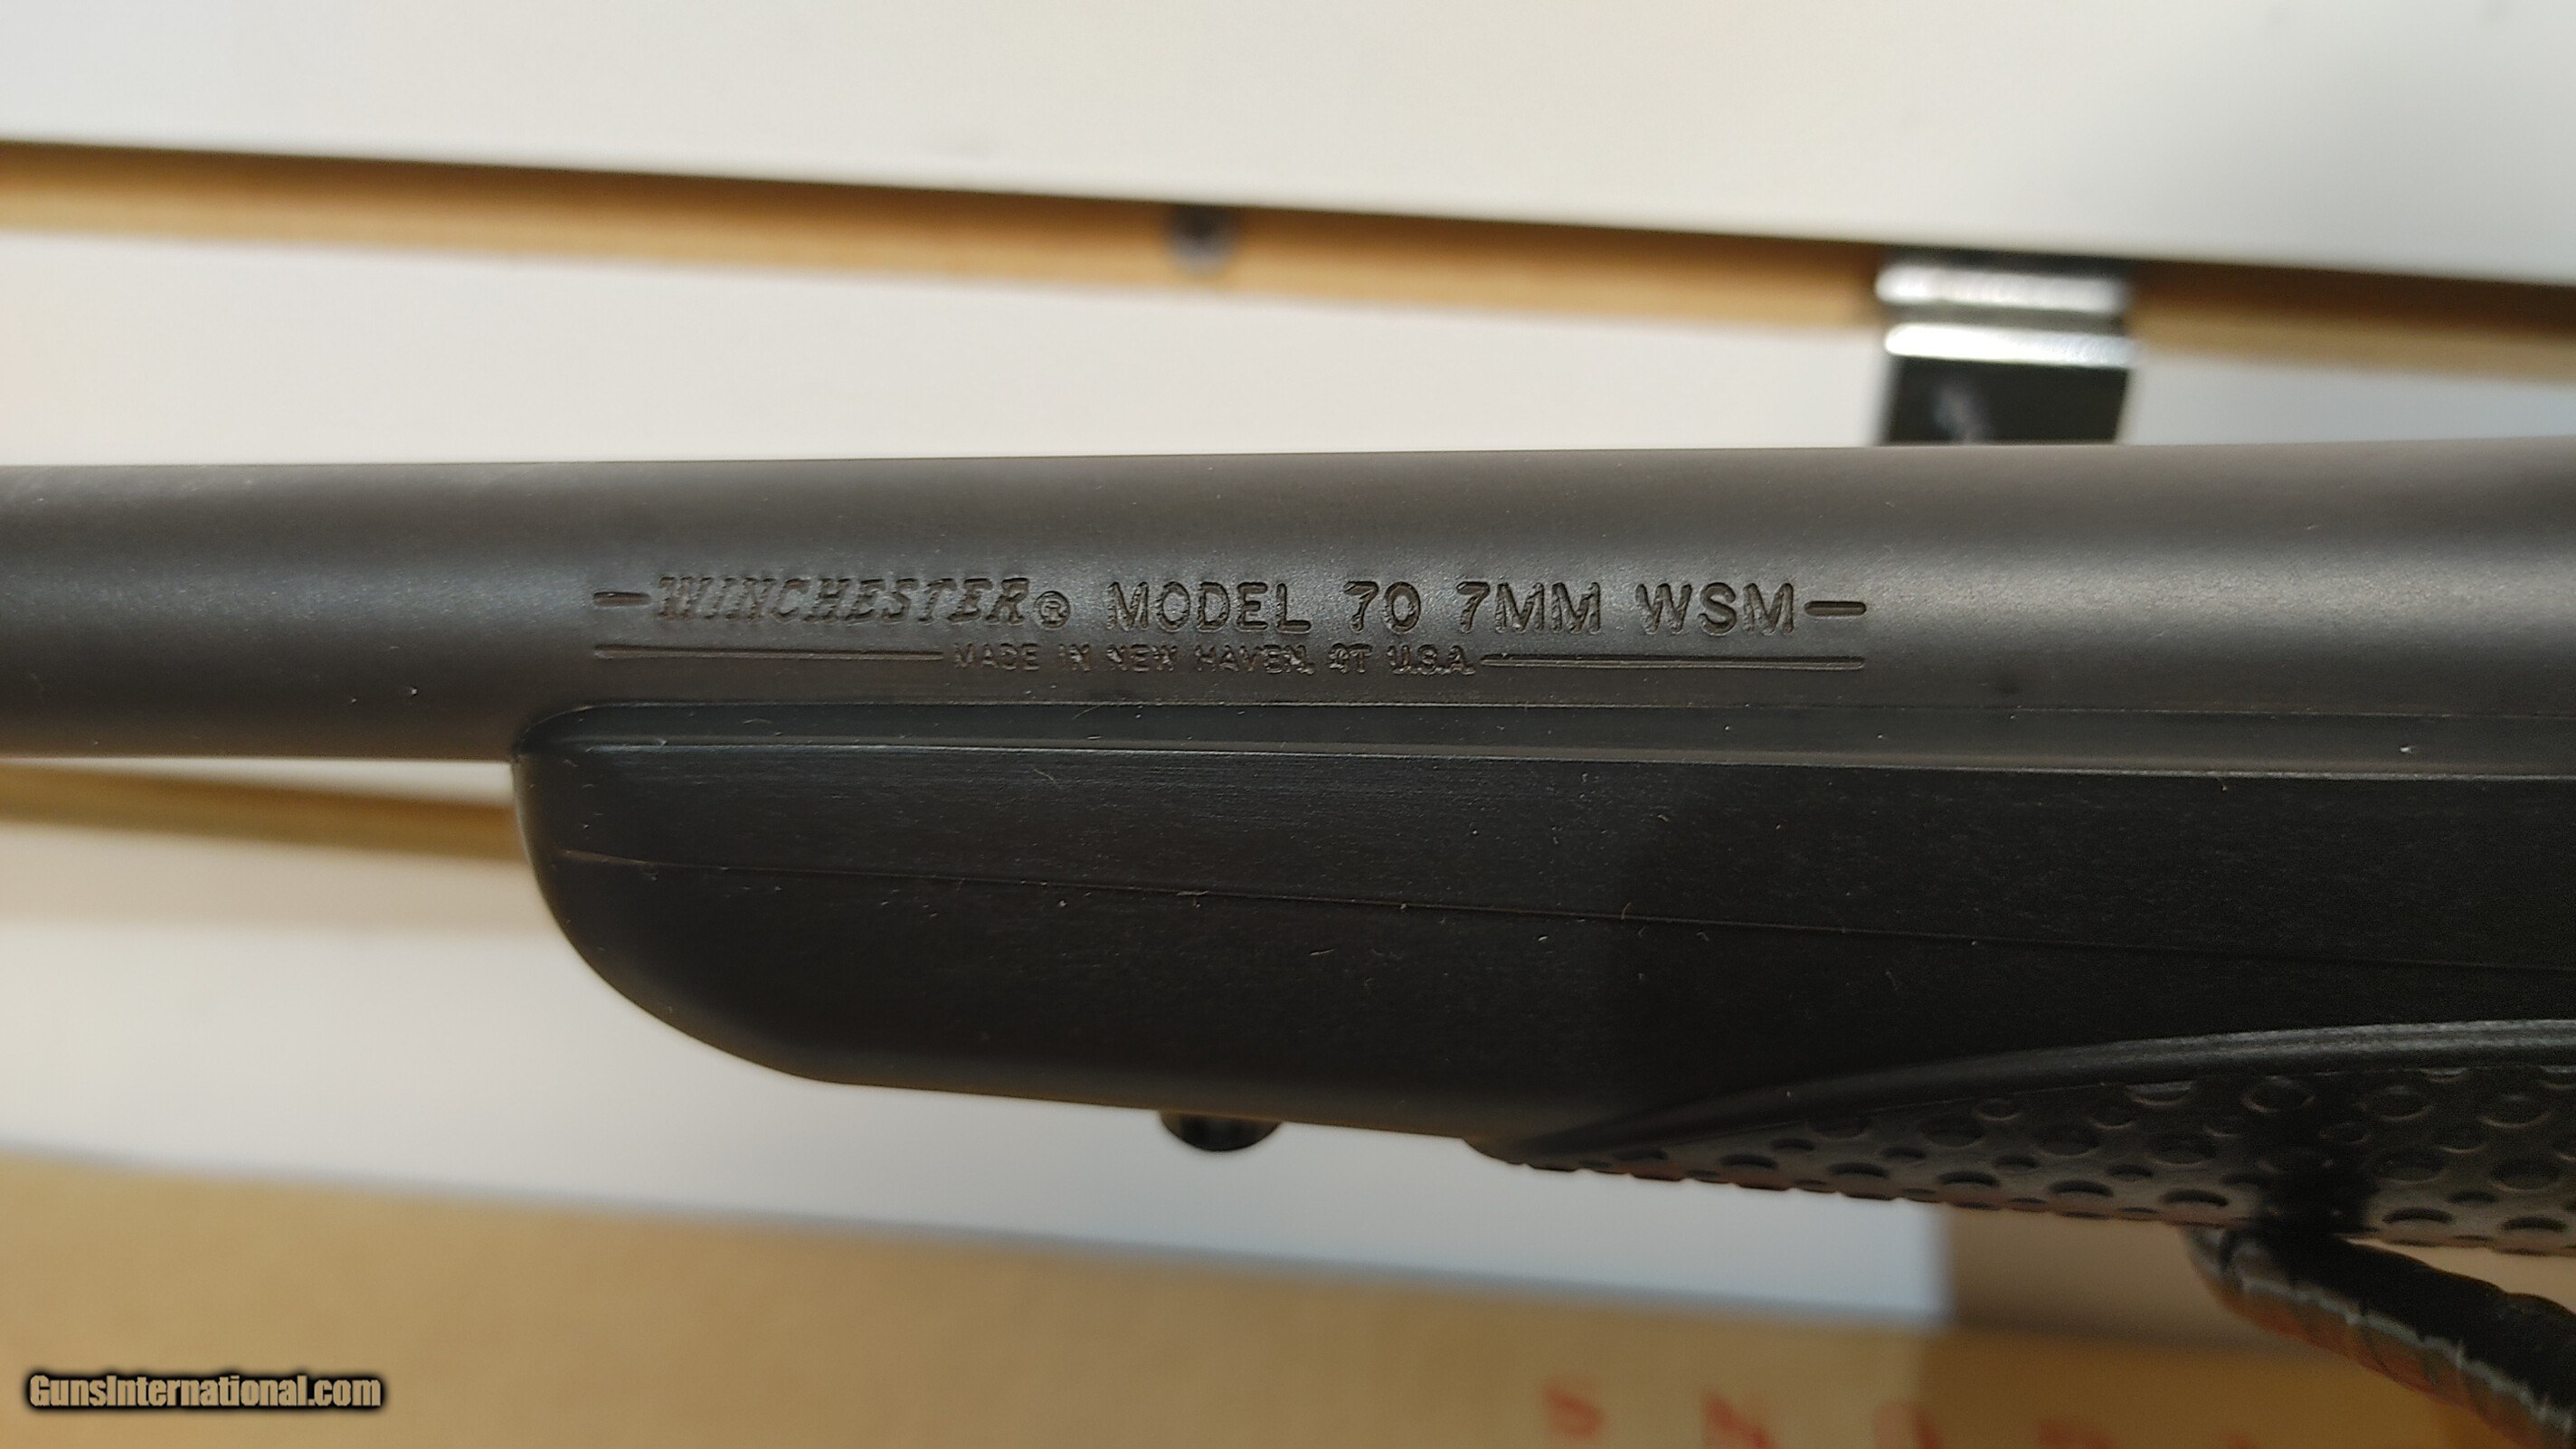 —WINCHESTER® MODEL 70 7MM WSM—
MADE IN NEW HAVEN, CT U.S.A.
GunsInternational.com